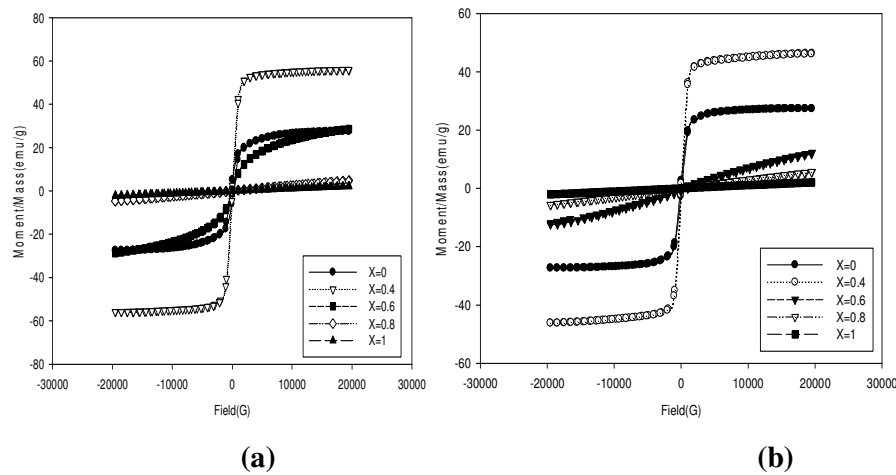 80
60
40
20
0
-20
-40
-60
-80
Moment/Mass(emu/g)
-30000 -20000 -10000 0 10000 20000 30000
Field(G)
X=0
X=0.4
X=0.6
X=0.8
X=1
(a)
60
40
20
0
-20
-40
-60
Moment/Mass(emu/g)
-30000 -20000 -10000 0 10000 20000 30000
Field(G)
X=0
X=0.4
X=0.6
X=0.8
X=1
(b)